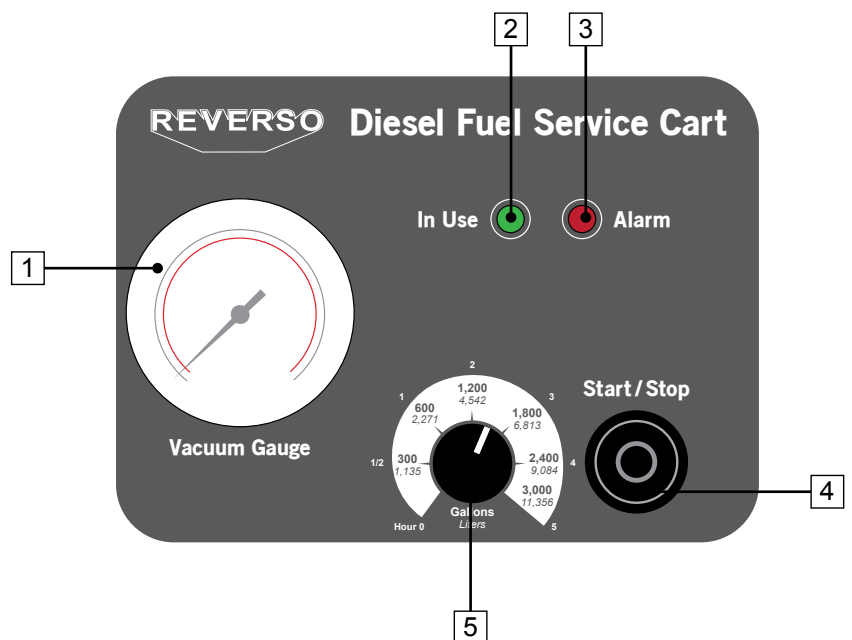 2
3
REVERSO
Diesel Fuel Service Cart
In Use
Alarm
1
Vacuum Gauge
2
1
3
1,200
4,542
600
2,271
1,800
6,813
1/2
300
1,135
2,400
9,084
4
3,000
11,356
Hour 0
Gallons
Liters
5
Start/Stop
4
5